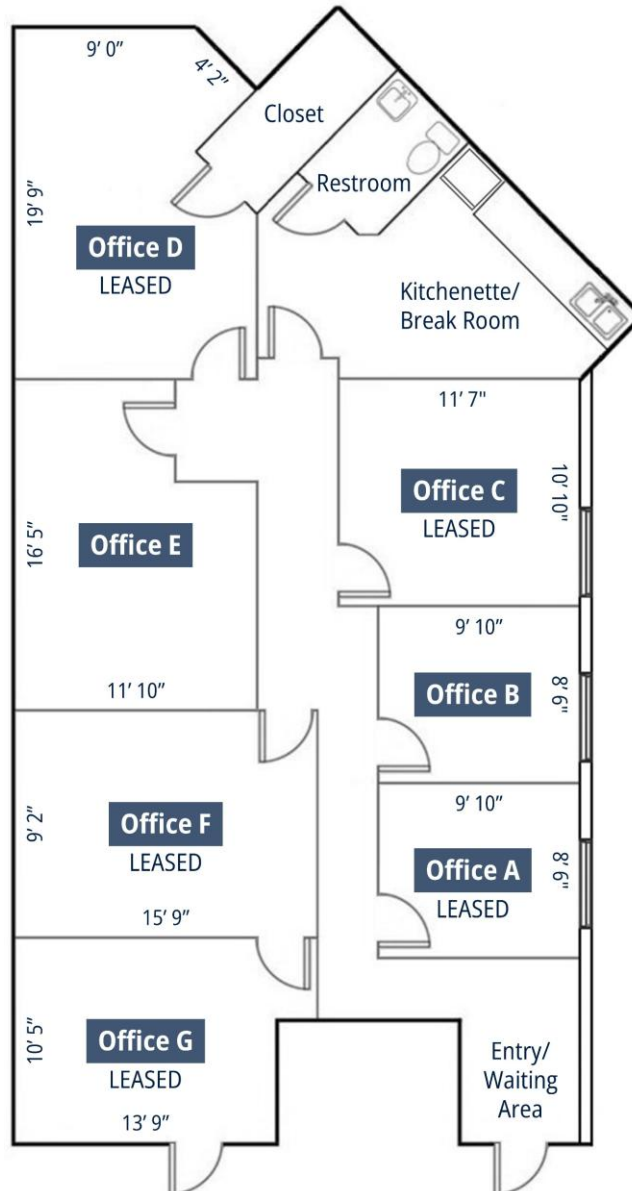 9’ 0”
4’ 2”
Closet
Restroom
19’ 9”
Office D
LEASED
Kitchenette/
Break Room
11’ 7"
Office C
LEASED
10’ 10"
16’ 5”
Office E
11’ 10”
9’ 10”
Office B
8’ 9"
9’ 2”
Office F
LEASED
15’ 9”
9’ 10”
Office A
LEASED
8’ 9"
10’ 5”
Office G
LEASED
13’ 9”
Entry/
Waiting
Area